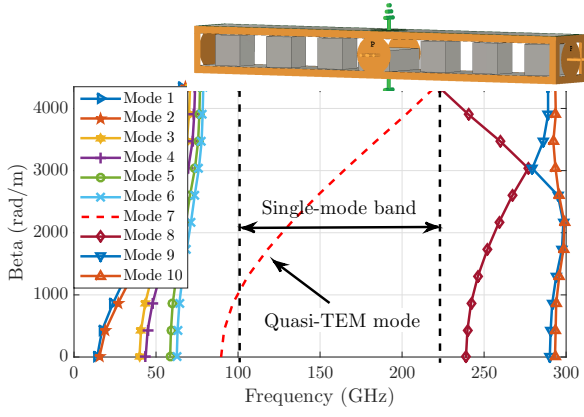 P
P
4000
3000
2000
1000
0
Beta (rad/m)
Mode 1
Mode 2
Mode 3
Mode 4
Mode 5
Mode 6
Mode 7
Mode 8
Mode 9
Mode 10
Single-mode band
Quasi-TEM mode
0 50 100 150 200 250 300
Frequency (GHz)